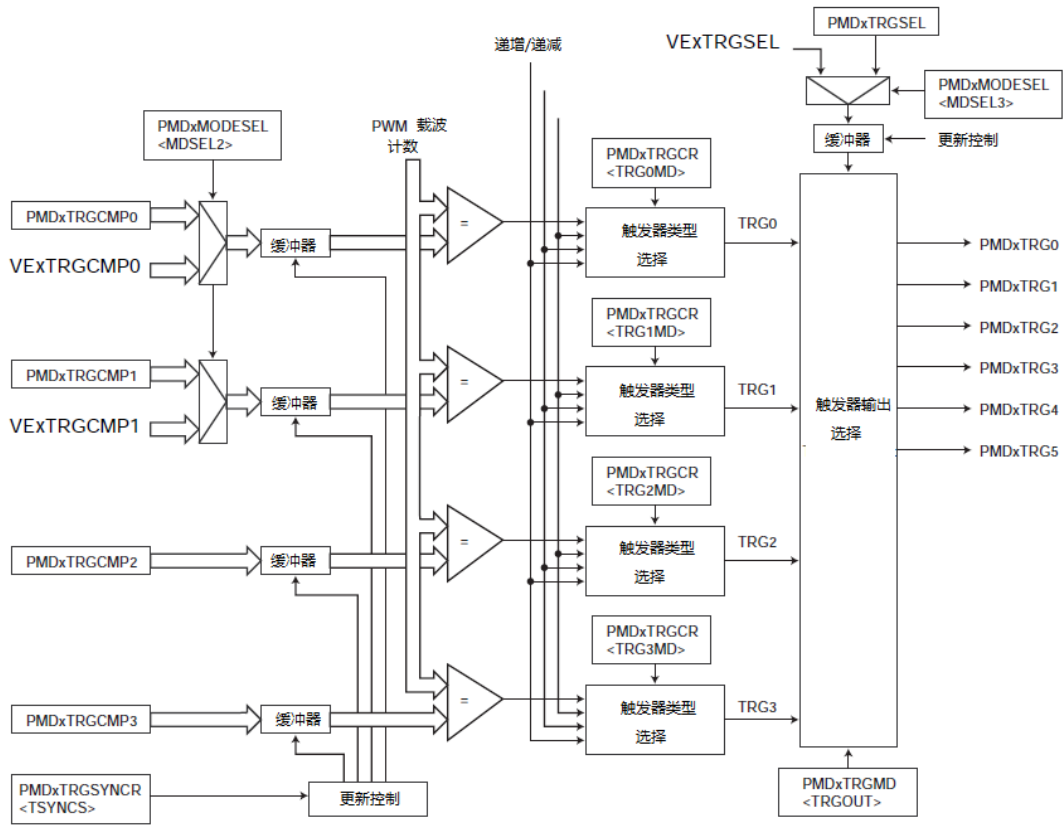 PMDxTRGSEL
递增/递减
VExTRGSEL
PMDxMODESEL
<MDSEL3>
PMDxMODESEL
<MDSEL2>
PWM 载波
计数
缓冲器
更新控制
PMDxTRGCR
<TRG0MD>
PMDxTRGCMP0
缓冲器
=
触发器类型
选择
TRG0
PMDxTRG0
VExTRGCMP0
PMDxTRG1
PMDxTRGCR
<TRG1MD>
PMDxTRG2
PMDxTRGCMP1
缓冲器
=
触发器类型
选择
TRG1
PMDxTRG3
VExTRGCMP1
触发器输出
选择
PMDxTRG4
PMDxTRG5
PMDxTRGCR
<TRG2MD>
PMDxTRGCMP2
缓冲器
=
触发器类型
选择
TRG2
PMDxTRGCR
<TRG3MD>
PMDxTRGCMP3
缓冲器
=
触发器类型
选择
TRG3
PMDxTRGSYNCR
<TSYNCS>
更新控制
PMDxTRGMD
<TRGOUT>